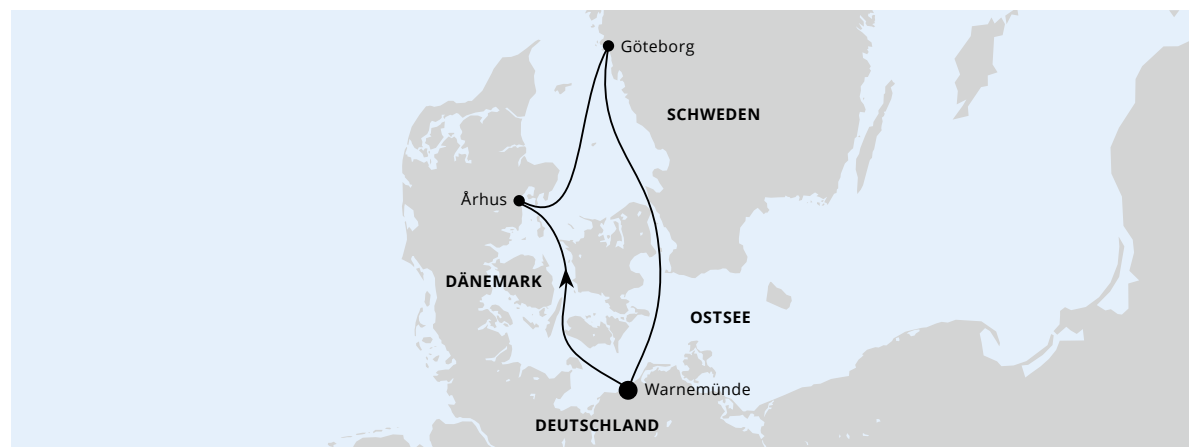 Göteborg
SCHWEDEN
Århus
DÄNEMARK
OSTSEE
Warnemünde
DEUTSCHLAND